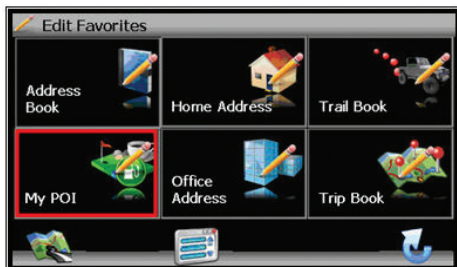 Edit Favorites
Address
Book
Home Address
Trail Book
My POI
Office
Address
Trip Book